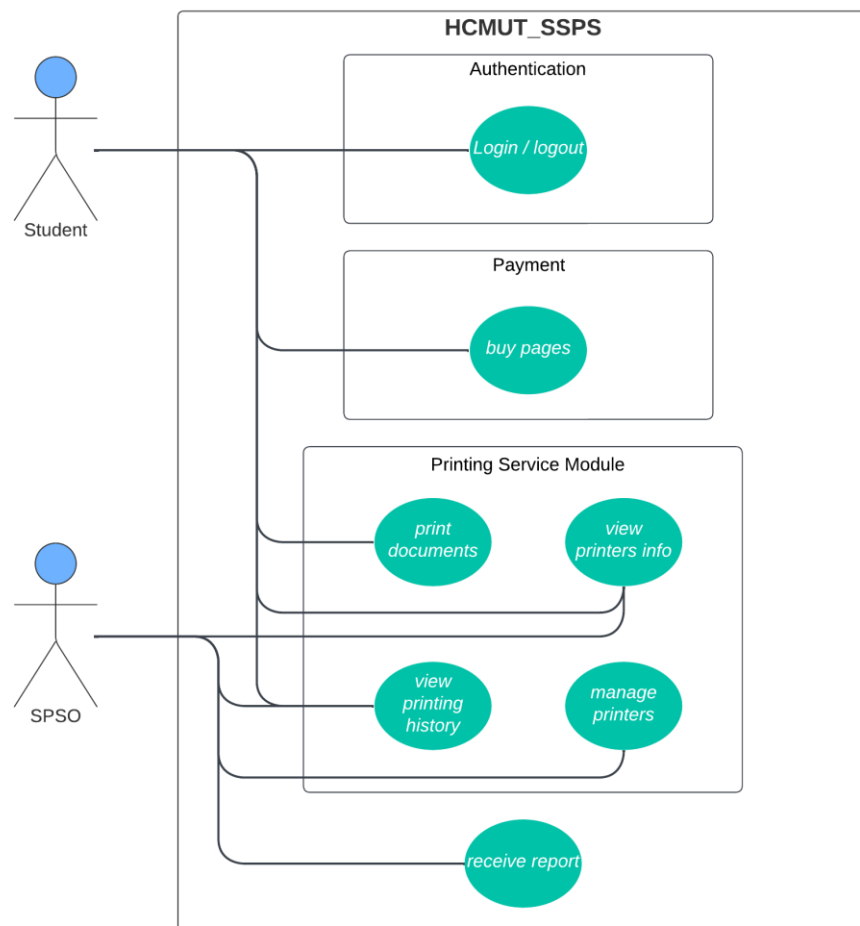 HCMUT_SSPS
Authentication
Login / logout
Student
Payment
buy pages
Printing Service Module
print
documents
view
printers info
SPSO
view
printing
history
manage
printers
receive report